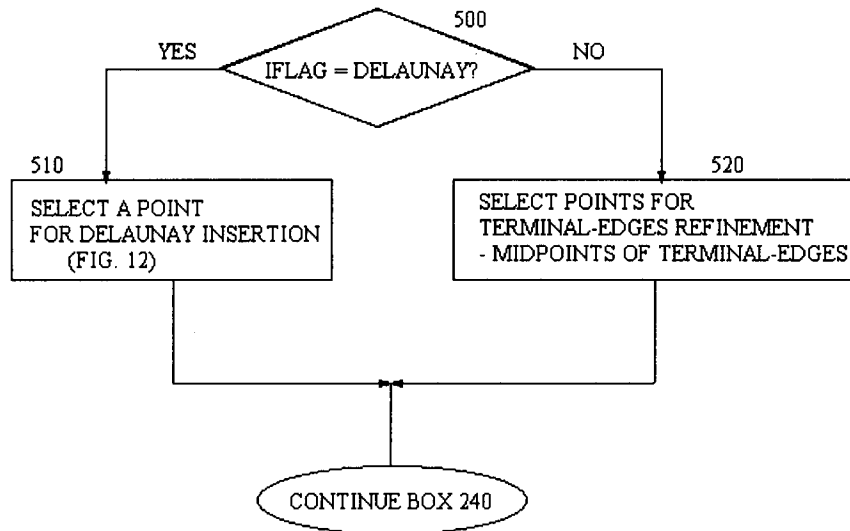 500
YES
IFLAG = DELAUNAY?
NO
510
520
SELECT A POINT
FOR DELAUNAY INSERTION
(FIG. 12)
SELECT POINTS FOR
TERMINAL-EDGES REFINEMENT
- MIDPOINTS OF TERMINAL-EDGES
CONTINUE BOX 240